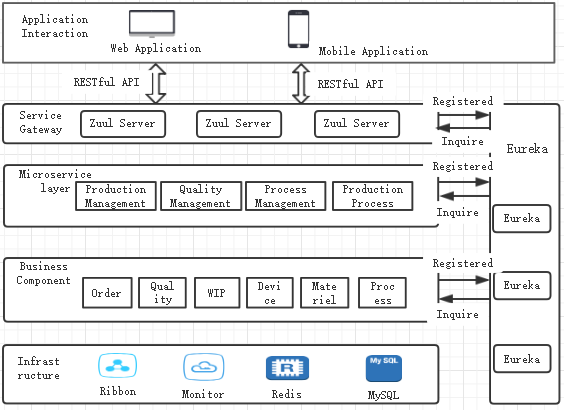 Application
Interaction
Web Application
Mobile Application
RESTful API
RESTful API
Service
Gateway
Zuul Server
Zuul Server
Zuul Server
Registered
Inquire
Eureka
Microservice
layer
Production
Management
Quality
Management
Process
Management
Production
Process
Registered
Inquire
Eureka
Business
Component
Order
Qual
ity
WIP
Devi
ce
Mate
riel
Proc
ess
Registered
Inquire
Eureka
Infrast
ructure
Ribbon
Monitor
R
Redis
My SQL
MySQL
Eureka